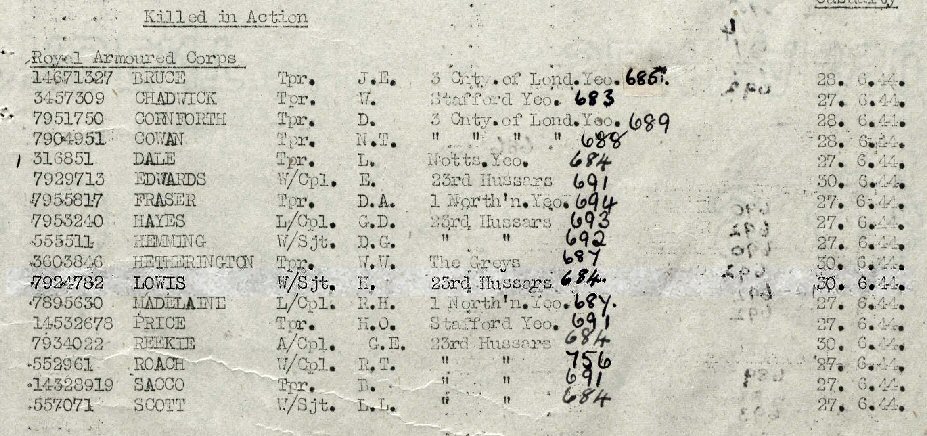 Casualty
Killed in Action
Royal Armoured Corps
14671327 BRUCE Tpr. J.E. 3 Cnty.of Lond.Yeo. 28. 6.44.
3457309 CHADWICK Tpr. W. Stafford Yeo. 683 27. 6.44.
7951750 CORNFORTH Tpr. D. 3 Cnty.of Lond.Yeo. 689 28. 6.44.
7904951 COWAN Tpr. N.T. " " " " 688 28. 6.44.
316851 DALE Tpr. L. Notts.Yeo. 684 27. 6.44.
7929713 EDWARDS W/Cpl. E. 23rd Hussars 691 30. 6.44.
7955817 FRASER Tpr. D.A. 1 North'n.Yeo. 694 27. 6.44.
7953240 HAYES L/Cpl. G.D. 23rd Hussars 693 27. 6.44.
555511 HEMMING W/Sjt. D.G. " " 692 27. 6.44.
3603846 HETHERINGTON Tpr. W.W. The Greys 687 30. 6.44.
7924782 LOWIS W/Sjt. 23rd Hussars 684. 30. 6.44.
7895630 MADELAINE L/Cpl. R.H. 1 North'n.Yeo. 687. 27. 6.44.
14532678 PRICE Tpr. H.O. Stafford Yeo. 691 27. 6.44.
7934022 REEKIE A/Cpl. G.E. 23rd Hussars 684 30. 6.44.
552961 ROACH W/Cpl. R.T. " " 756 27. 6.44.
14328919 SACCO Tpr. D. " " 691 27. 6.44.
557071 SCOTT W/Sjt. L.L. " " 684 27. 6.44.